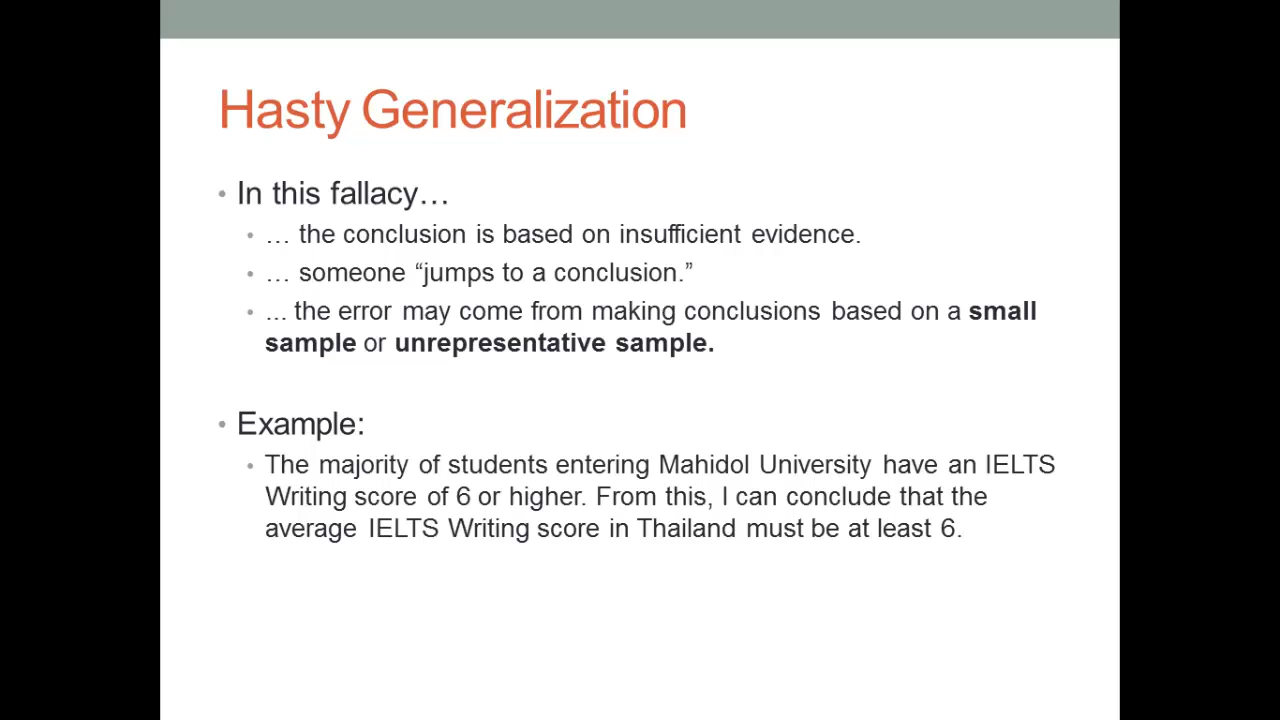 Hasty Generalization
• In this fallacy…
• … the conclusion is based on insufficient evidence.
• … someone “jumps to a conclusion.”
• ... the error may come from making conclusions based on a small
sample or unrepresentative sample.
• Example:
• The majority of students entering Mahidol University have an IELTS
Writing score of 6 or higher. From this, I can conclude that the
average IELTS Writing score in Thailand must be at least 6.